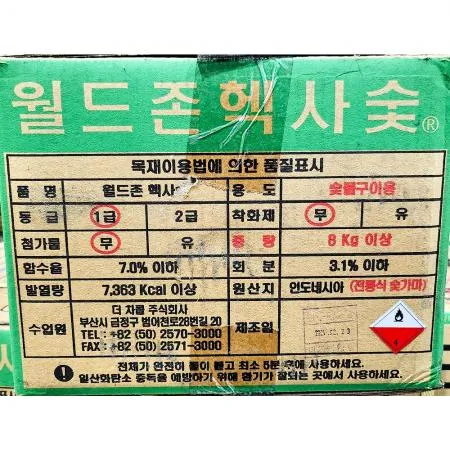 월드존헥사숯®
목재이용법에 의한 품질표시
품 명 월드존 헥사 용 도 숯불구이용
등 급 1급 2급 착화제 무 유
첨가물 무 유 중 량 8 Kg 이상
함수율 7.0% 이하 회 분 3.1% 이하
발열량 7,363 Kcal 이상 원산지 인도네시아 (전통식 숯가마)
수입원 더 차콜 주식회사 제조일
부산시 금정구 범어천로28번길 20
TEL : +82 (50) 2570-3000
FAX : +82 (50) 2571-3000
전체가 완전히 불이 붙고 최소 5분 후에 사용하세요.
일산화탄소 중독을 예방하기 위해 환기가 잘되는 곳에서 사용하세요.
4